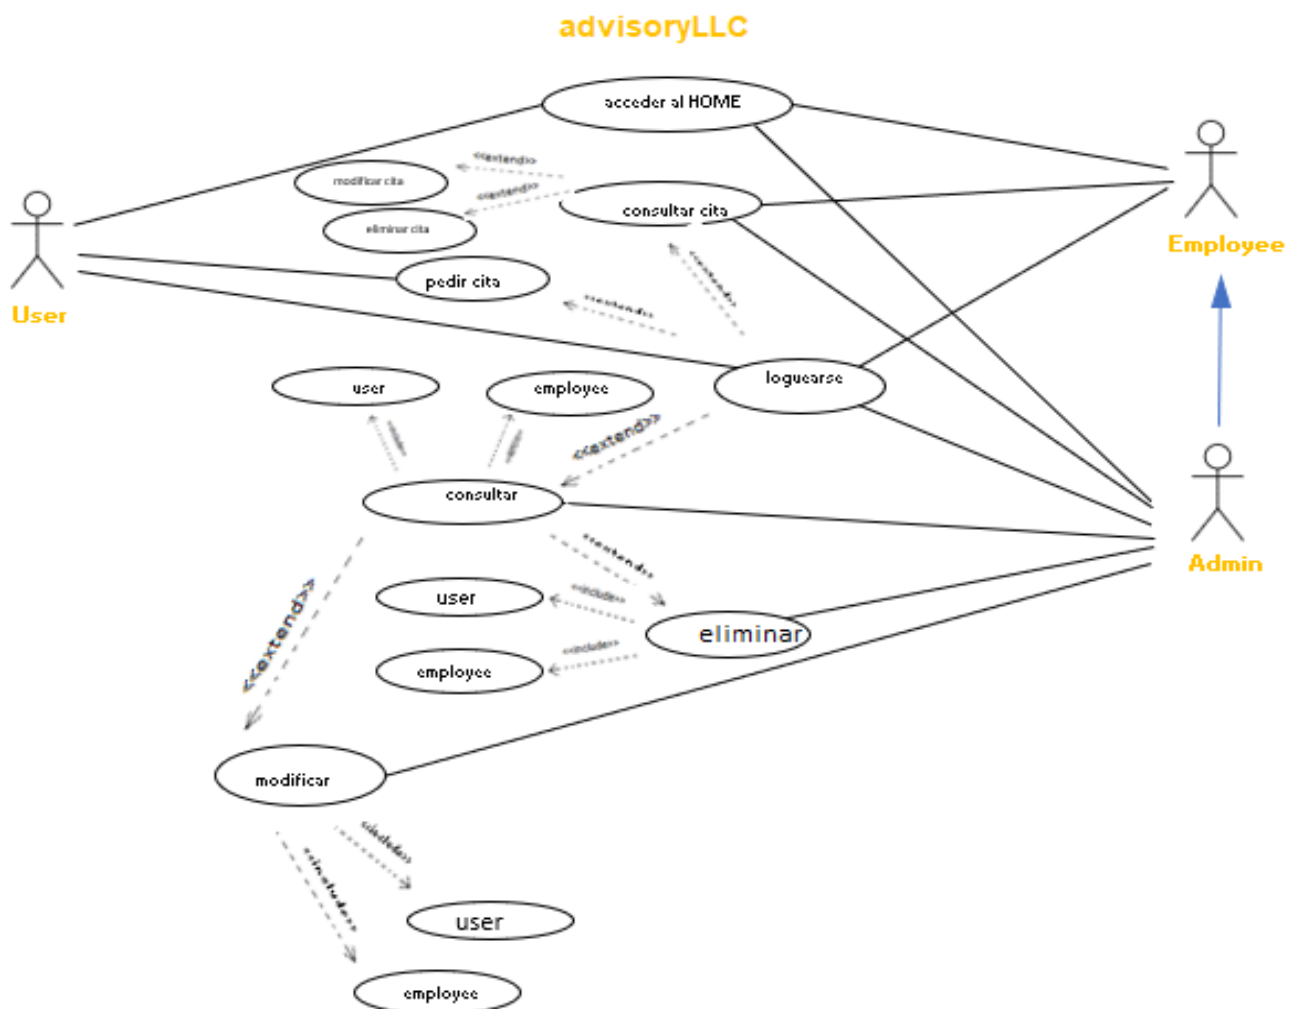 advisoryLLC
acceder al HOME
<<extend>>
modificar cita
<<extend>>
consultar cita
eliminar cita
Employee
pedir cita
<<extend>>
<<extend>>
User
loguearse
user
employee
<<extend>>
consultar
<<extend>>
Admin
user
<<include>>
eliminar
<<extend>>
<<include>>
employee
modificar
<<include>>
<<include>>
user
employee